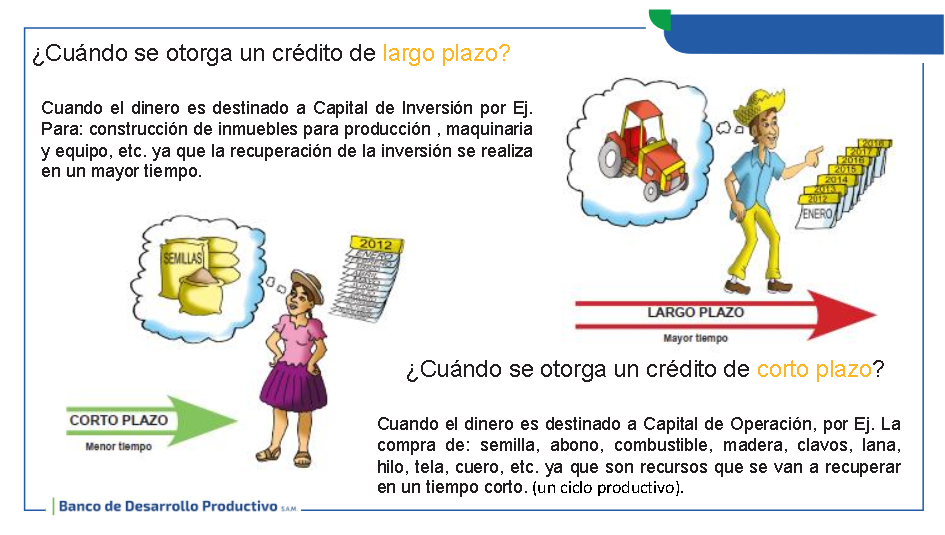 ¿Cuándo se otorga un crédito de largo plazo?
Cuando el dinero es destinado a Capital de Inversión por Ej.
Para: construcción de inmuebles para producción , maquinaria
y equipo, etc. ya que la recuperación de la inversión se realiza
en un mayor tiempo.
2018
2017
2016
2015
2014
2013
2012
ENERO
LARGO PLAZO
Mayor tiempo
SEMILLAS
2012
ENERO
CORTO PLAZO
Menor tiempo
¿Cuándo se otorga un crédito de corto plazo?
Cuando el dinero es destinado a Capital de Operación, por Ej. La
compra de: semilla, abono, combustible, madera, clavos, lana,
hilo, tela, cuero, etc. ya que son recursos que se van a recuperar
en un tiempo corto. (un ciclo productivo).
Banco de Desarrollo Productivo S.A.M.